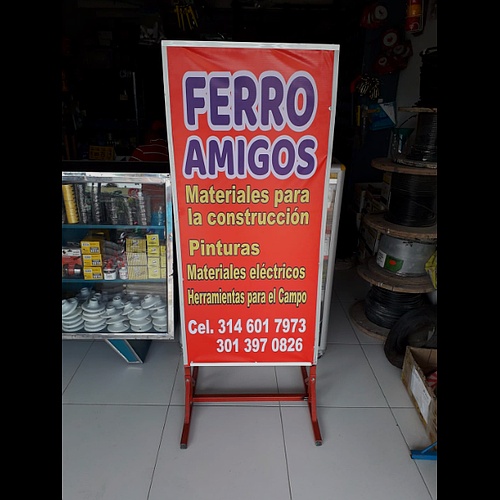 FERRO
AMIGOS
Materiales para
la construcción
Pinturas
Materiales eléctricos
Herramientas para el Campo
Cel. 314 601 7973
301 397 0826